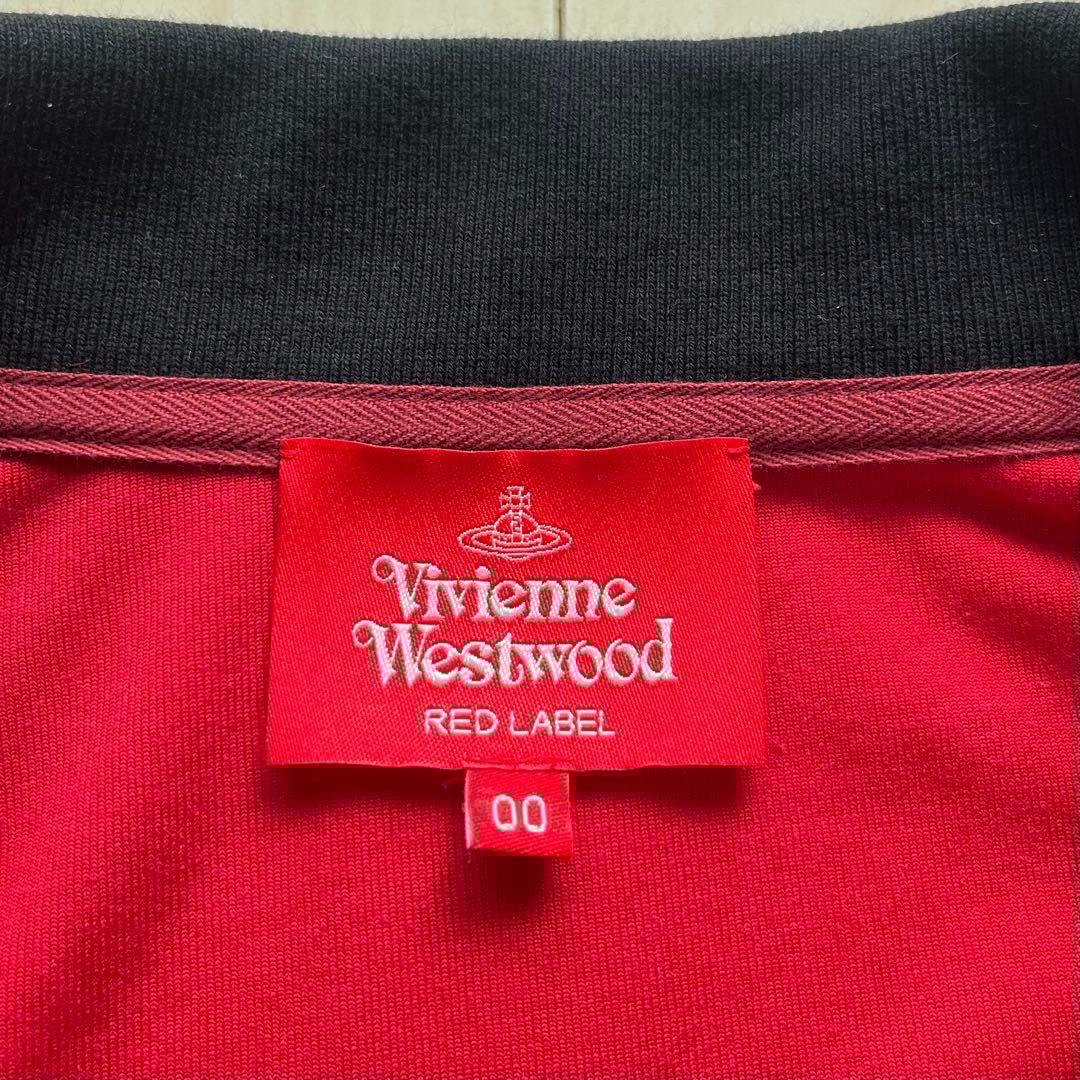 Vivienne
Westwood
RED LABEL
00